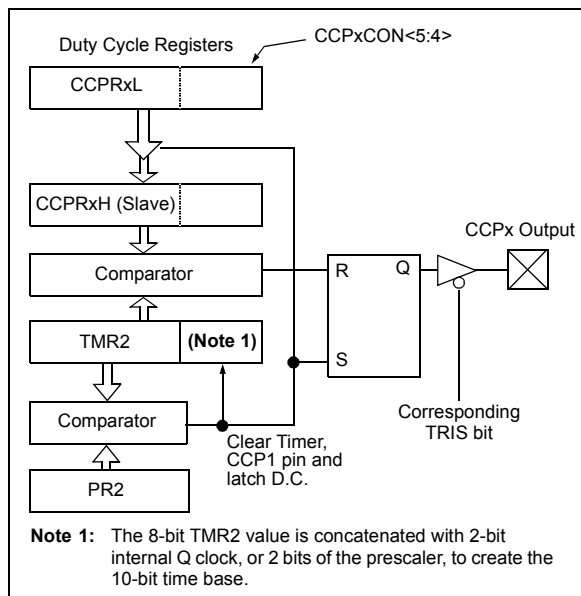 Duty Cycle Registers
CCPxCON<5:4>
CCPRxL
CCPRxH (Slave)
Comparator
TMR2
(Note 1)
Comparator
PR2
R
Q
S
CCPx Output
Corresponding
TRIS bit
Clear Timer,
CCP1 pin and
latch D.C.
Note 1: The 8-bit TMR2 value is concatenated with 2-bit
internal Q clock, or 2 bits of the prescaler, to create the
10-bit time base.